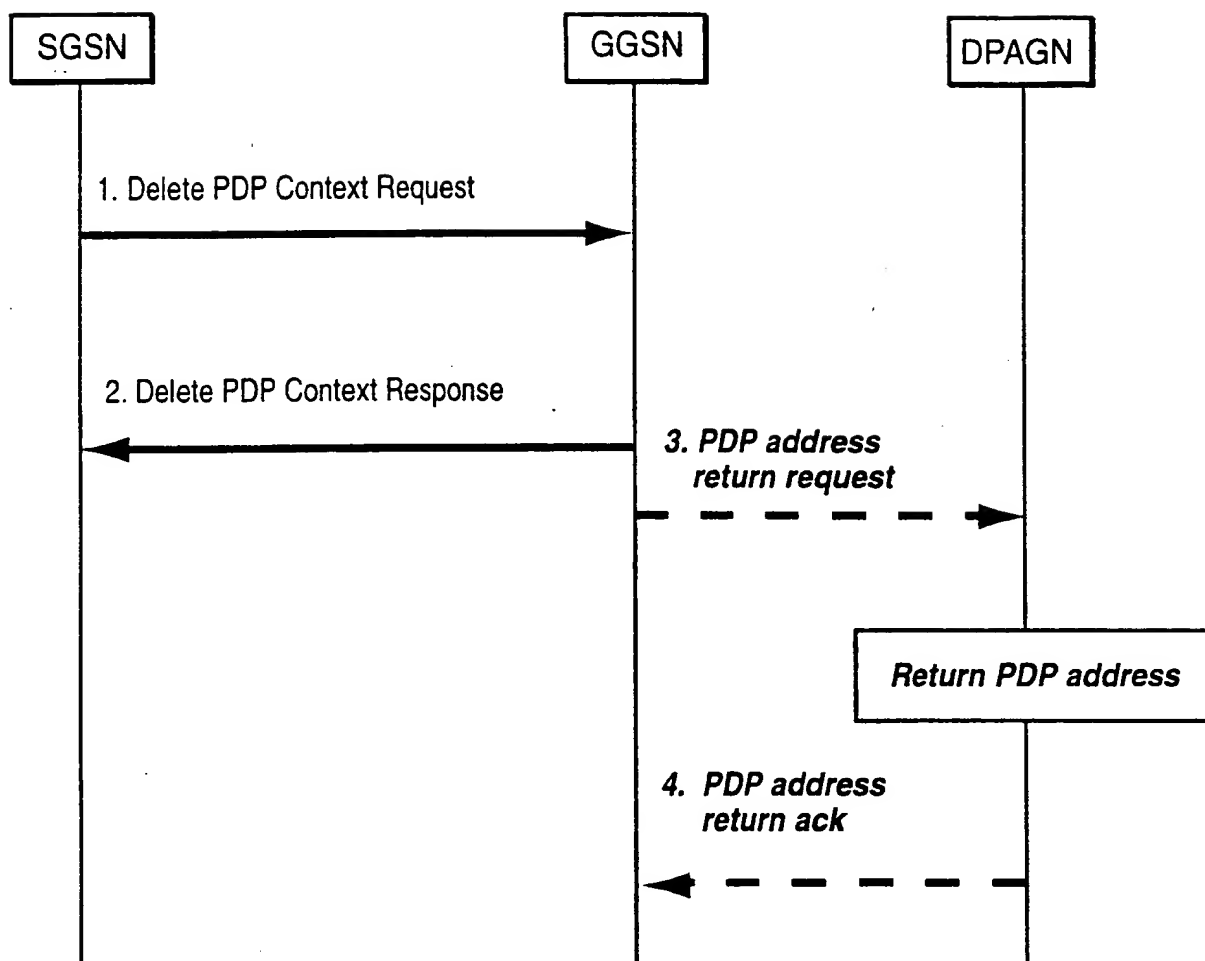 SGSN
GGSN
DPAGN
1. Delete PDP Context Request
2. Delete PDP Context Response
3. PDP address
return request
Return PDP address
4. PDP address
return ack